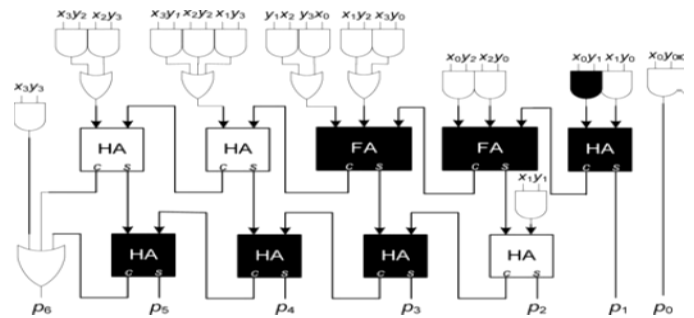 x3y2 x2y3 x3y1 x2y2 x1y3 y1x2 y3x0 x1y2 x3y0 x0y2 x2y0 x0y1 x1y0
x3y3
HA HA FA FA HA
C S C S C S C S C S
x1y1
HA HA HA HA
C S C S C S C S
p6 p5 p4 p3 p2 p1 p0